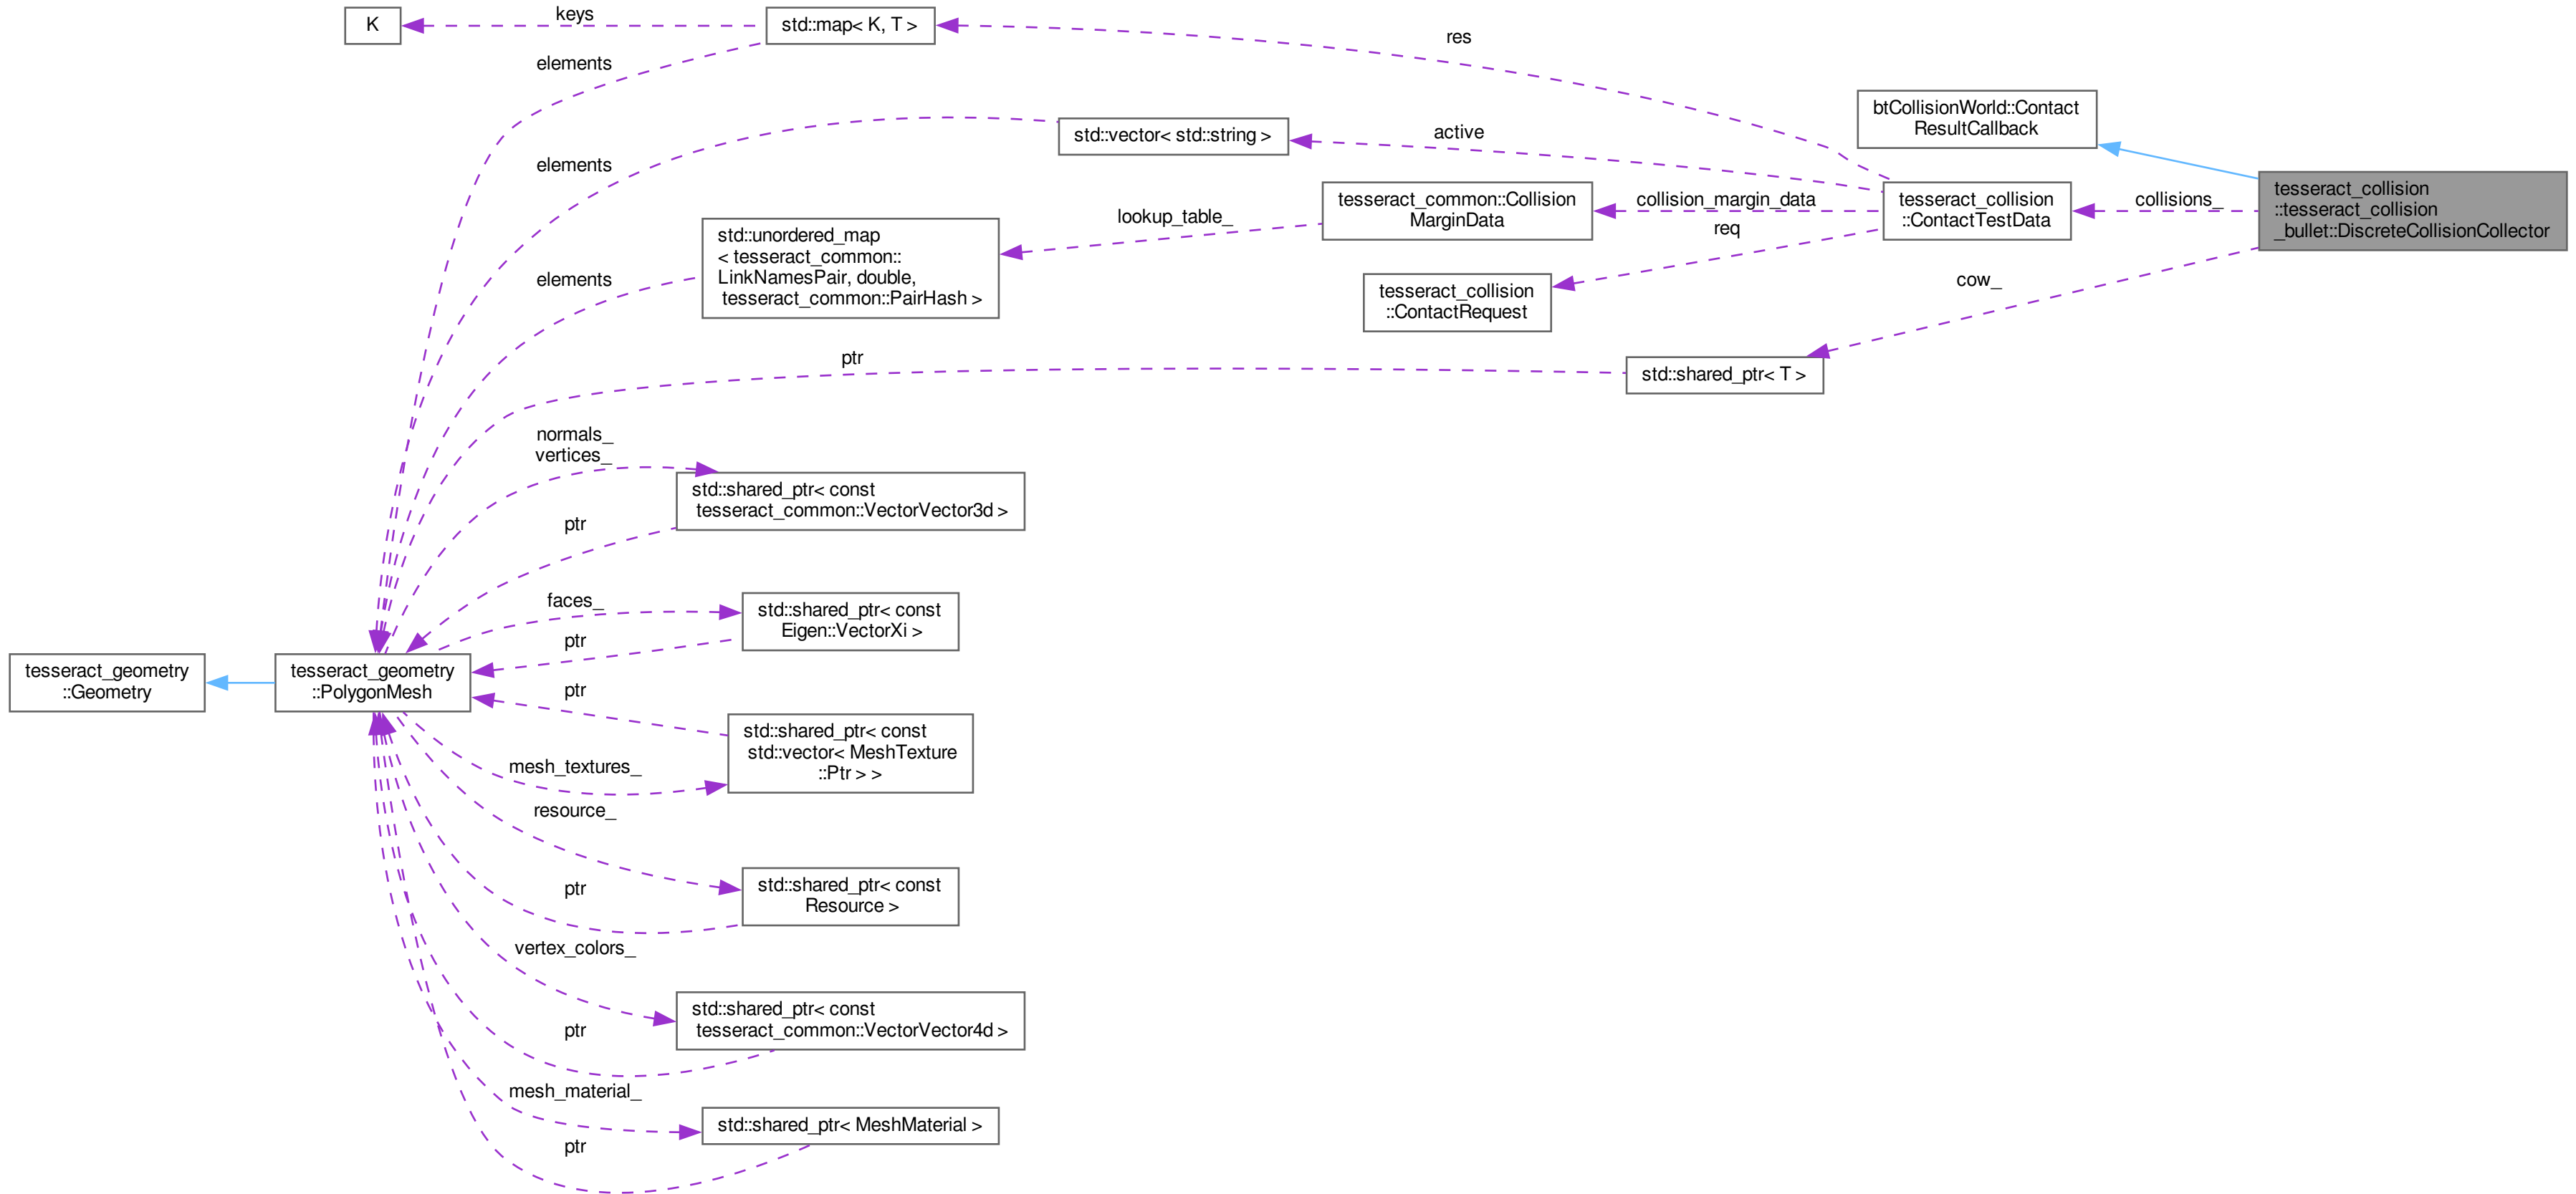 K
keys
std::map< K, T >
res
elements
btCollisionWorld::Contact
ResultCallback
std::vector< std::string >
active
elements
tesseract_common::Collision
MarginData
collision_margin_data
tesseract_collision
::ContactTestData
collisions_
tesseract_collision
::tesseract_collision
_bullet::DiscreteCollisionCollector
lookup_table_
req
std::unordered_map
< tesseract_common::
LinkNamesPair, double,
tesseract_common::PairHash >
elements
tesseract_collision
::ContactRequest
cow_
ptr
std::shared_ptr< T >
normals_
vertices_
std::shared_ptr< const
tesseract_common::VectorVector3d >
ptr
faces_
std::shared_ptr< const
Eigen::VectorXi >
ptr
tesseract_geometry
::Geometry
tesseract_geometry
::PolygonMesh
ptr
std::shared_ptr< const
std::vector< MeshTexture
::Ptr > >
mesh_textures_
resource_
std::shared_ptr< const
Resource >
ptr
vertex_colors_
std::shared_ptr< const
tesseract_common::VectorVector4d >
ptr
mesh_material_
std::shared_ptr< MeshMaterial >
ptr